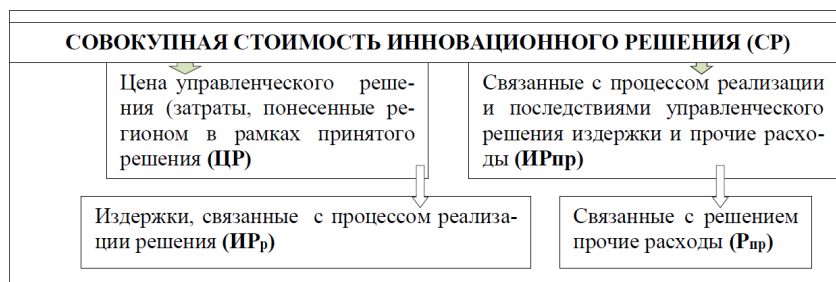 СОВОКУПНАЯ СТОИМОСТЬ ИННОВАЦИОННОГО РЕШЕНИЯ (СР)
Цена управленческого реше-
ния (затраты, понесенные ре-
гионом в рамках принятого
решения (ЦР)
Связанные с процессом реализации
и последствиями управленческого
решения издержки и прочие расхо-
ды (ИРпр)
Издержки, связанные с процессом реализа-
ции решения (ИРр)
Связанные с решением
прочие расходы (Рпр)